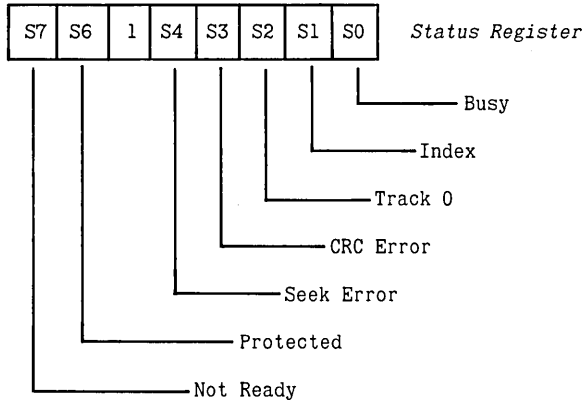 S7 S6 1 S4 S3 S2 S1 S0 Status Register
Busy
Index
Track 0
CRC Error
Seek Error
Protected
Not Ready